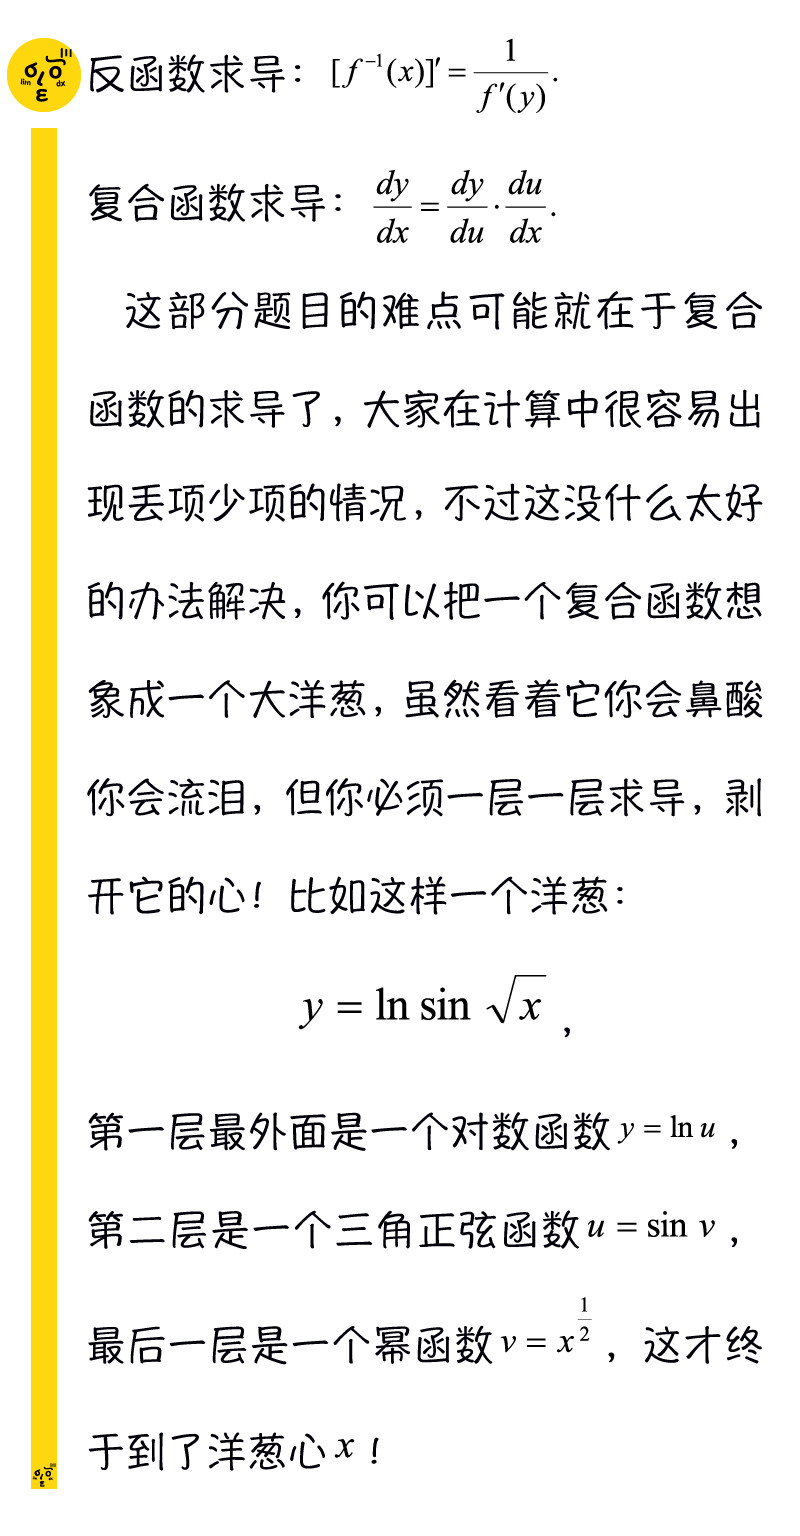 反函数求导：[f⁻¹(x)]′ = 1/f′(y).
复合函数求导：dy/dx = dy/du · du/dx.
这部分题目的难点可能就在于复合
函数的求导了，大家在计算中很容易出
现丢项少项的情况，不过这没什么太好
的办法解决，你可以把一个复合函数想
象成一个大洋葱，虽然看着它你会鼻酸
你会流泪，但你必须一层一层求导，剥
开它的心！比如这样一个洋葱：
y = ln sin √x ，
第一层最外面是一个对数函数 y = ln u ，
第二层是一个三角正弦函数 u = sin v ，
最后一层是一个幂函数 v = x^(1/2) ，这才终
于到了洋葱心 x！